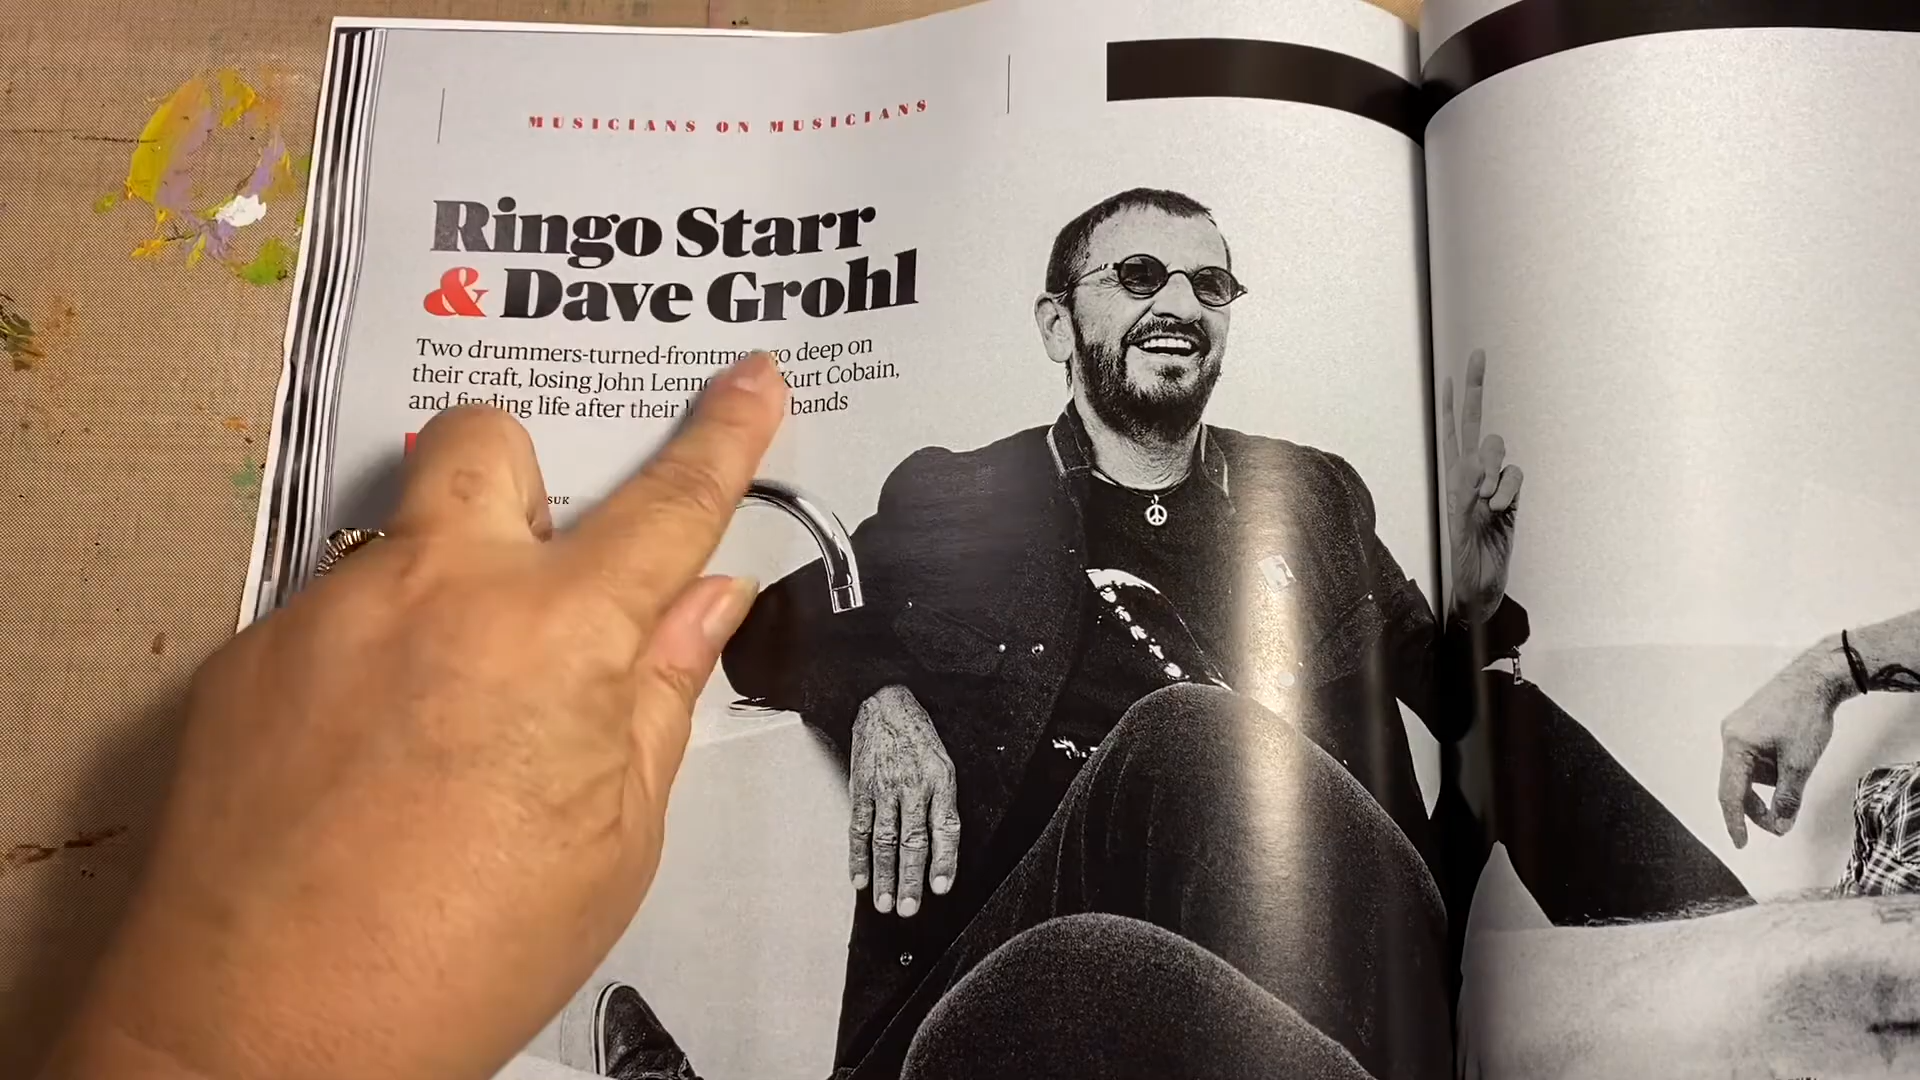 MUSICIANS ON MUSICIANS
Ringo Starr
& Dave Grohl
Two drummers-turned-frontmen go deep on
their craft, losing John Lennon Kurt Cobain,
and finding life after their bands
SUK